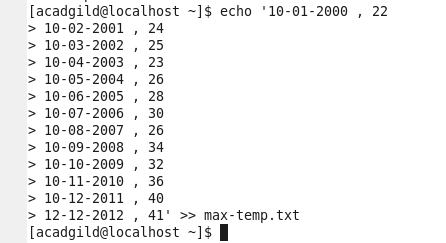 [acadgild@localhost ~]$ echo '10-01-2000 , 22
> 10-02-2001 , 24
> 10-03-2002 , 25
> 10-04-2003 , 23
> 10-05-2004 , 26
> 10-06-2005 , 28
> 10-07-2006 , 30
> 10-08-2007 , 26
> 10-09-2008 , 34
> 10-10-2009 , 32
> 10-11-2010 , 36
> 10-12-2011 , 40
> 12-12-2012 , 41' >> max-temp.txt
[acadgild@localhost ~]$